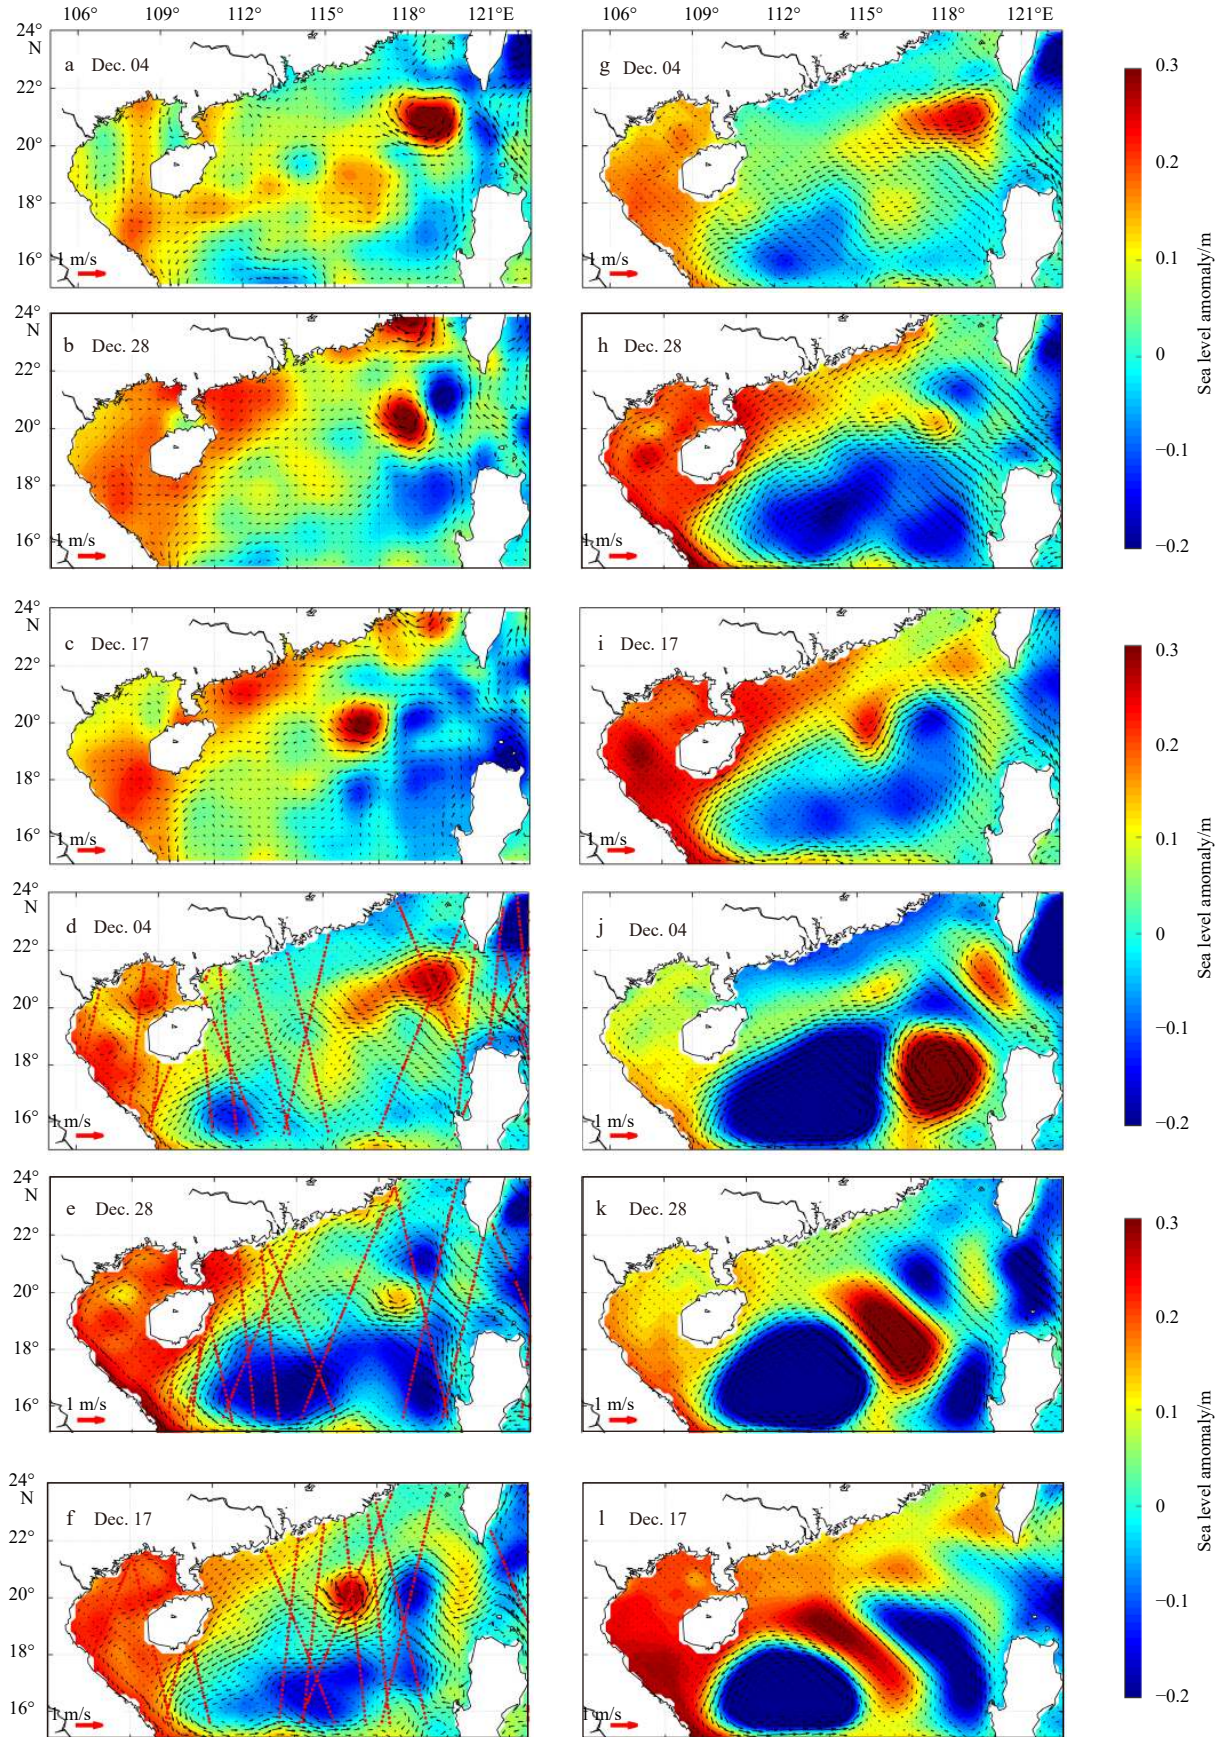 106° 109° 112° 115° 118° 121°E
106° 109° 112° 115° 118° 121°E
24°
N
22°
20°
18°
16°
a Dec. 04
1 m/s
g Dec. 04
1 m/s
24°
N
22°
20°
18°
16°
b Dec. 28
1 m/s
h Dec. 28
1 m/s
0.3
0.2
0.1
0
−0.1
−0.2
Sea level amomaly/m
24°
N
22°
20°
18°
16°
c Dec. 17
1 m/s
i Dec. 17
1 m/s
24°
N
22°
20°
18°
16°
d Dec. 04
1 m/s
j Dec. 04
1 m/s
0.3
0.2
0.1
0
−0.1
−0.2
Sea level anomaly/m
24°
N
22°
20°
18°
16°
e Dec. 28
1 m/s
k Dec. 28
1 m/s
24°
N
22°
20°
18°
16°
f Dec. 17
1 m/s
l Dec. 17
1 m/s
0.3
0.2
0.1
0
−0.1
−0.2
Sea level amomaly/m